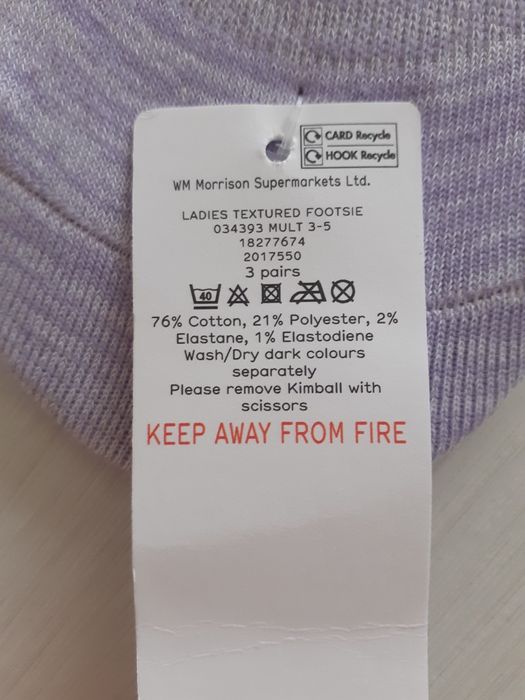 CARD Recycle
HOOK Recycle
WM Morrison Supermarkets Ltd.
LADIES TEXTURED FOOTSIE
034393 MULT 3-5
18277674
2017550
3 pairs
40
76% Cotton, 21% Polyester, 2%
Elastane, 1% Elastodiene
Wash/Dry dark colours
separately
Please remove Kimball with
scissors
KEEP AWAY FROM FIRE